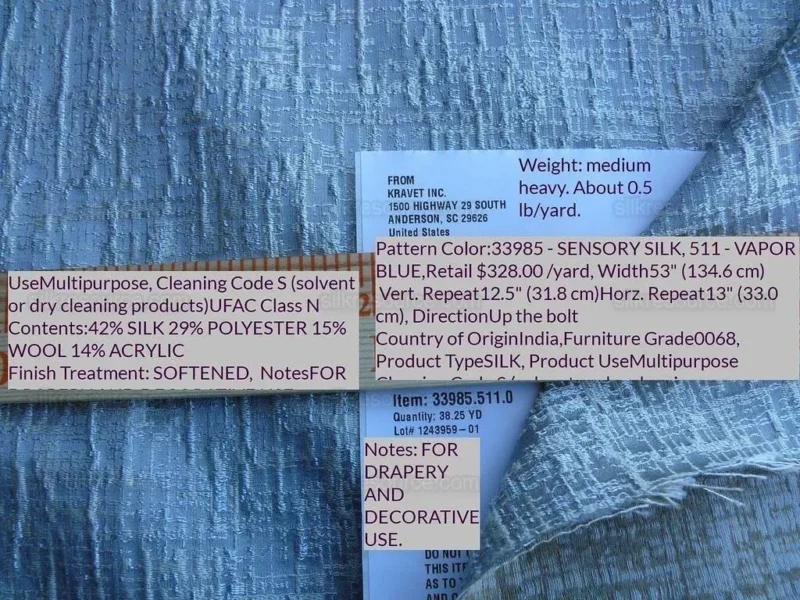 FROM
KRAVET INC.
1500 HIGHWAY 29 SOUTH
ANDERSON, SC 29626
United States
Weight: medium
heavy. About 0.5
lb/yard.
Pattern Color:33985 - SENSORY SILK, 511 - VAPOR
BLUE,Retail $328.00 /yard, Width53" (134.6 cm)
Vert. Repeat12.5" (31.8 cm)Horz. Repeat13" (33.0
cm), DirectionUp the bolt
Country of OriginIndia,Furniture Grade0068,
Product TypeSILK, Product UseMultipurpose
UseMultipurpose, Cleaning Code S (solvent
or dry cleaning products)UFAC Class N
Contents:42% SILK 29% POLYESTER 15%
WOOL 14% ACRYLIC
Finish Treatment: SOFTENED, NotesFOR
Item: 33985.511.0
Quantity: 38.25 YD
Lot# 1243959-01
Notes: FOR
DRAPERY
AND
DECORATIVE
USE.
DO NOT
THIS ITE
AS TO